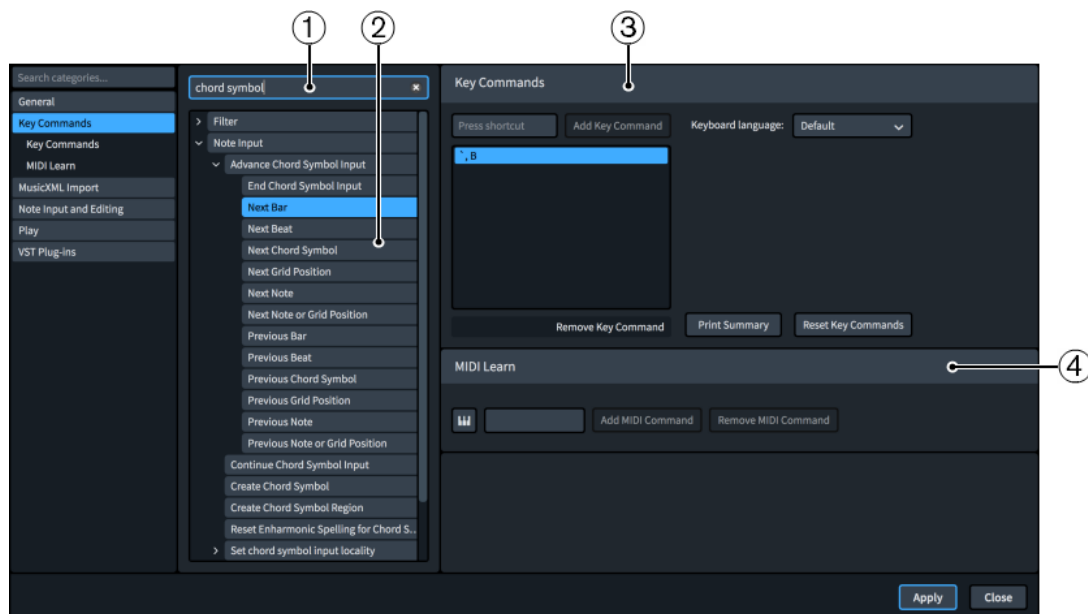 ① ② ③
Search categories...
General
Key Commands
Key Commands
MIDI Learn
MusicXML Import
Note Input and Editing
Play
VST Plug-ins
chord symbol
Filter
Note Input
Advance Chord Symbol Input
End Chord Symbol Input
Next Bar
Next Beat
Next Chord Symbol
Next Grid Position
Next Note
Next Note or Grid Position
Previous Bar
Previous Beat
Previous Chord Symbol
Previous Grid Position
Previous Note
Previous Note or Grid Position
Continue Chord Symbol Input
Create Chord Symbol
Create Chord Symbol Region
Reset Enharmonic Spelling for Chord S..
Set chord symbol input locality
Key Commands
Press shortcut Add Key Command Keyboard language: Default
`, B
Remove Key Command Print Summary Reset Key Commands
MIDI Learn
④
Add MIDI Command Remove MIDI Command
Apply Close